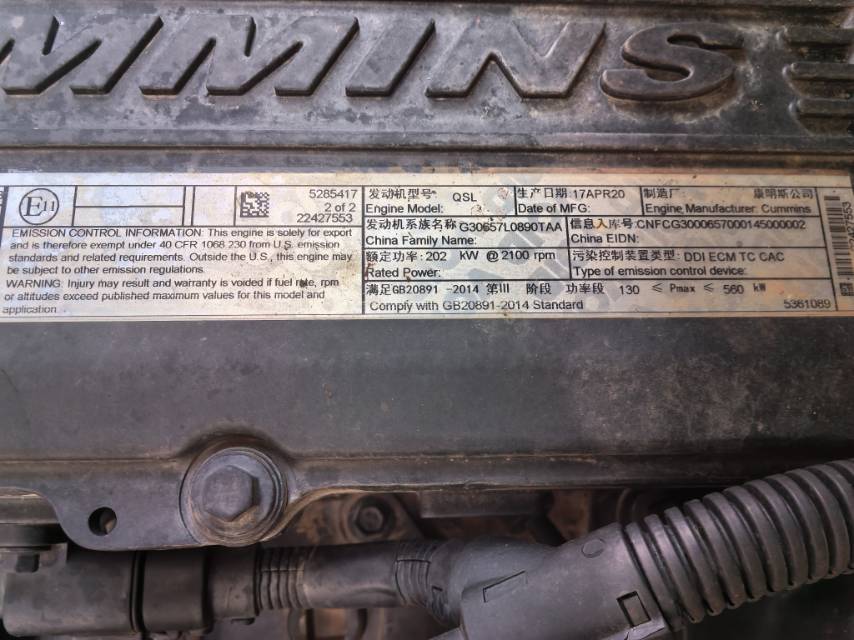 MMINS
E11
5285417
2 of 2
22427553
EMISSION CONTROL INFORMATION: This engine is solely for export
and is therefore exempt under 40 CFR 1068.230 from U.S. emission
standards and related requirements. Outside the U.S., this engine may
be subject to other emission regulations.
WARNING: Injury may result and warranty is voided if fuel rate, rpm
or altitudes exceed published maximum values for this model and
application
发动机型号: QSL
Engine Model:
生产日期: 17APR20
Date of MFG:
制造厂 康明斯公司
Engine Manufacturer: Cummins
发动机系族名称 G30657L0890TAA
China Family Name:
信息入库号: CNFCG3000657000145000002
China EIDN:
额定功率: 202 kW @ 2100 rpm
Rated Power:
污染控制装置类型: DDI ECM TC CAC
Type of emission control device:
满足GB20891 -2014 第III 阶段 功率段 130 ≤ Pmax ≤ 560 kW
Comply with GB20891-2014 Standard
5361089
22427553